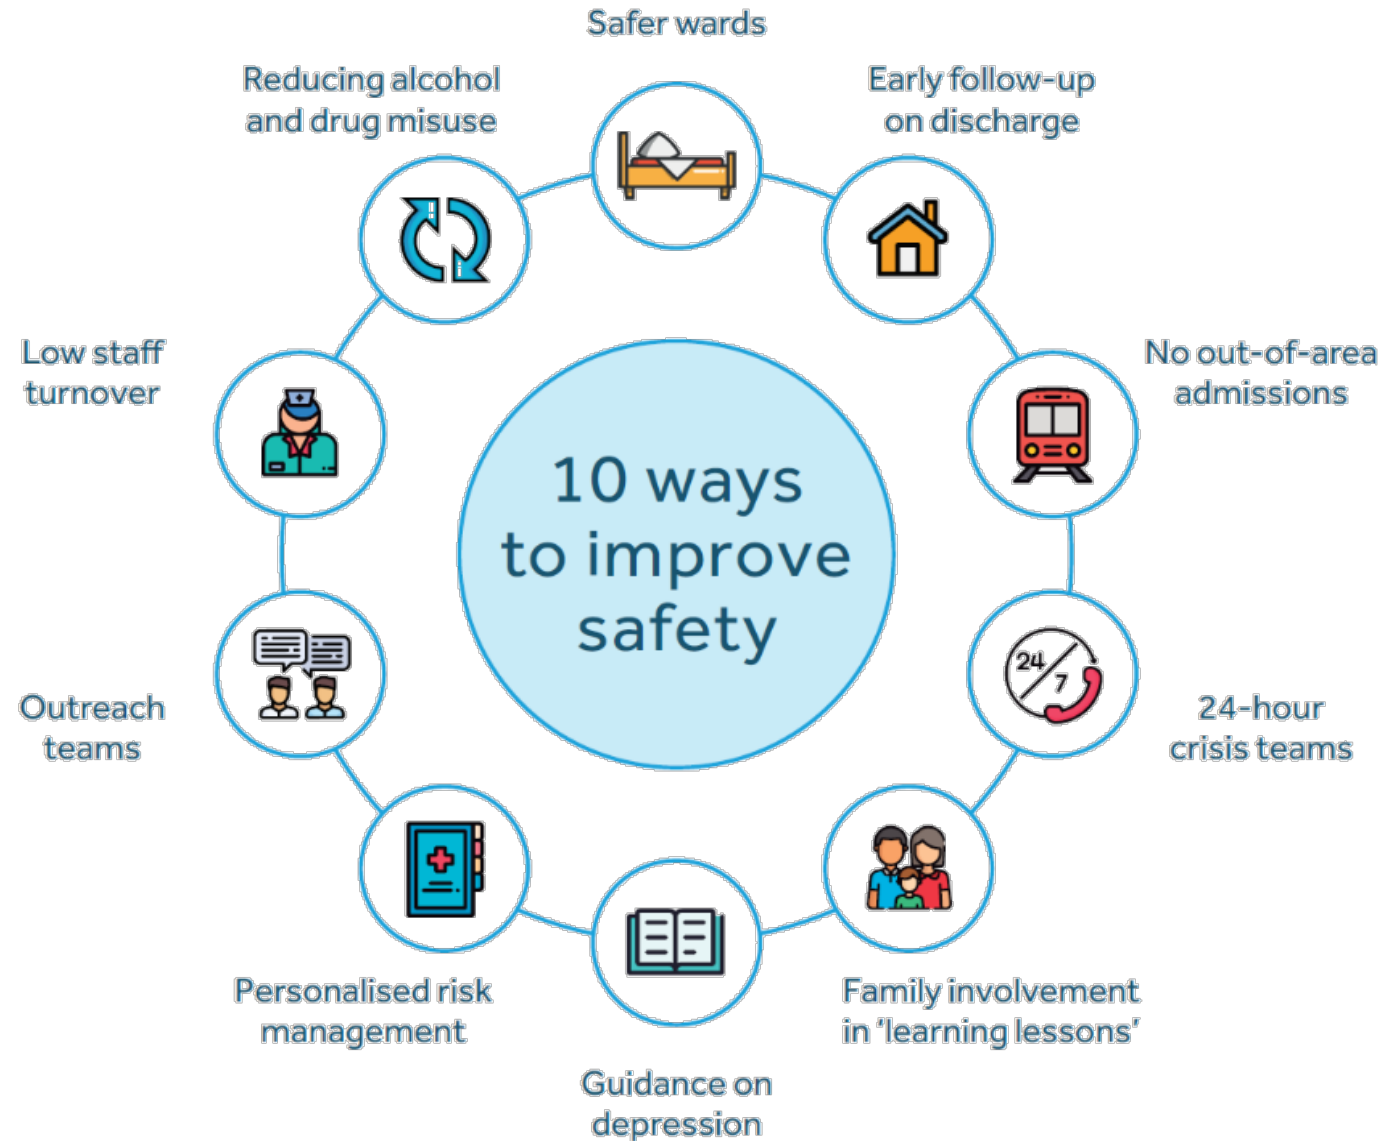 Safer wards
Early follow-up
on discharge
No out-of-area
admissions
24-hour
crisis teams
24
7
Family involvement
in ‘learning lessons’
Guidance on
depression
Personalised risk
management
Outreach
teams
Low staff
turnover
Reducing alcohol
and drug misuse
10 ways
to improve
safety